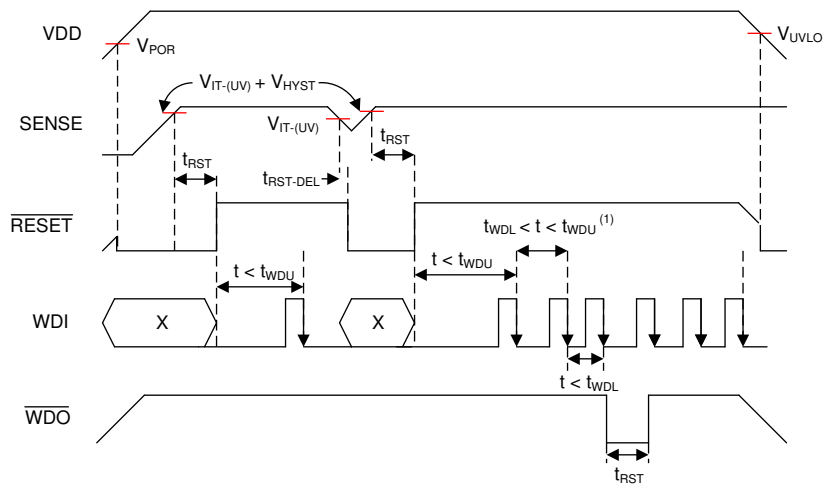 VDD
V_POR
V_UVLO
V_IT-(UV) + V_HYST
SENSE
V_IT-(UV)
t_RST
t_RST
t_RST-DEL
RESET
t_WDL < t < t_WDU (1)
t < t_WDU
t < t_WDU
WDI
X
X
t < t_WDL
WDO
t_RST